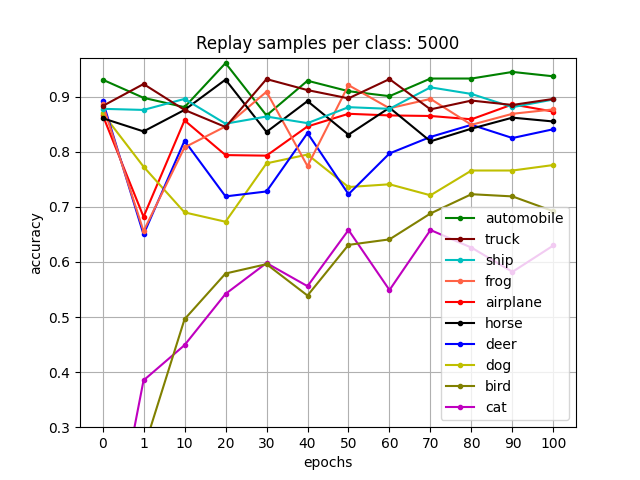 Replay samples per class: 5000
accuracy
0.9
0.8
0.7
0.6
0.5
0.4
0.3
automobile
truck
ship
frog
airplane
horse
deer
dog
bird
cat
0 1 10 20 30 40 50 60 70 80 90 100
epochs